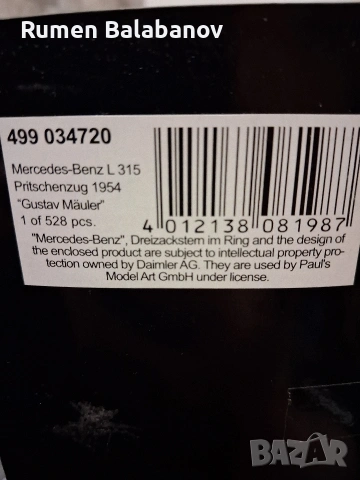 Rumen Balabanov
499 034720
Mercedes-Benz L 315
Pritschenzug 1954
"Gustav Mäuler"
1 of 528 pcs.
4 012138 081987
"Mercedes-Benz", Dreizackstern im Ring and the design of
the enclosed product are subject to intellectual property pro-
tection owned by Daimler AG. They are used by Paul's
Model Art GmbH under license.
BAZAR